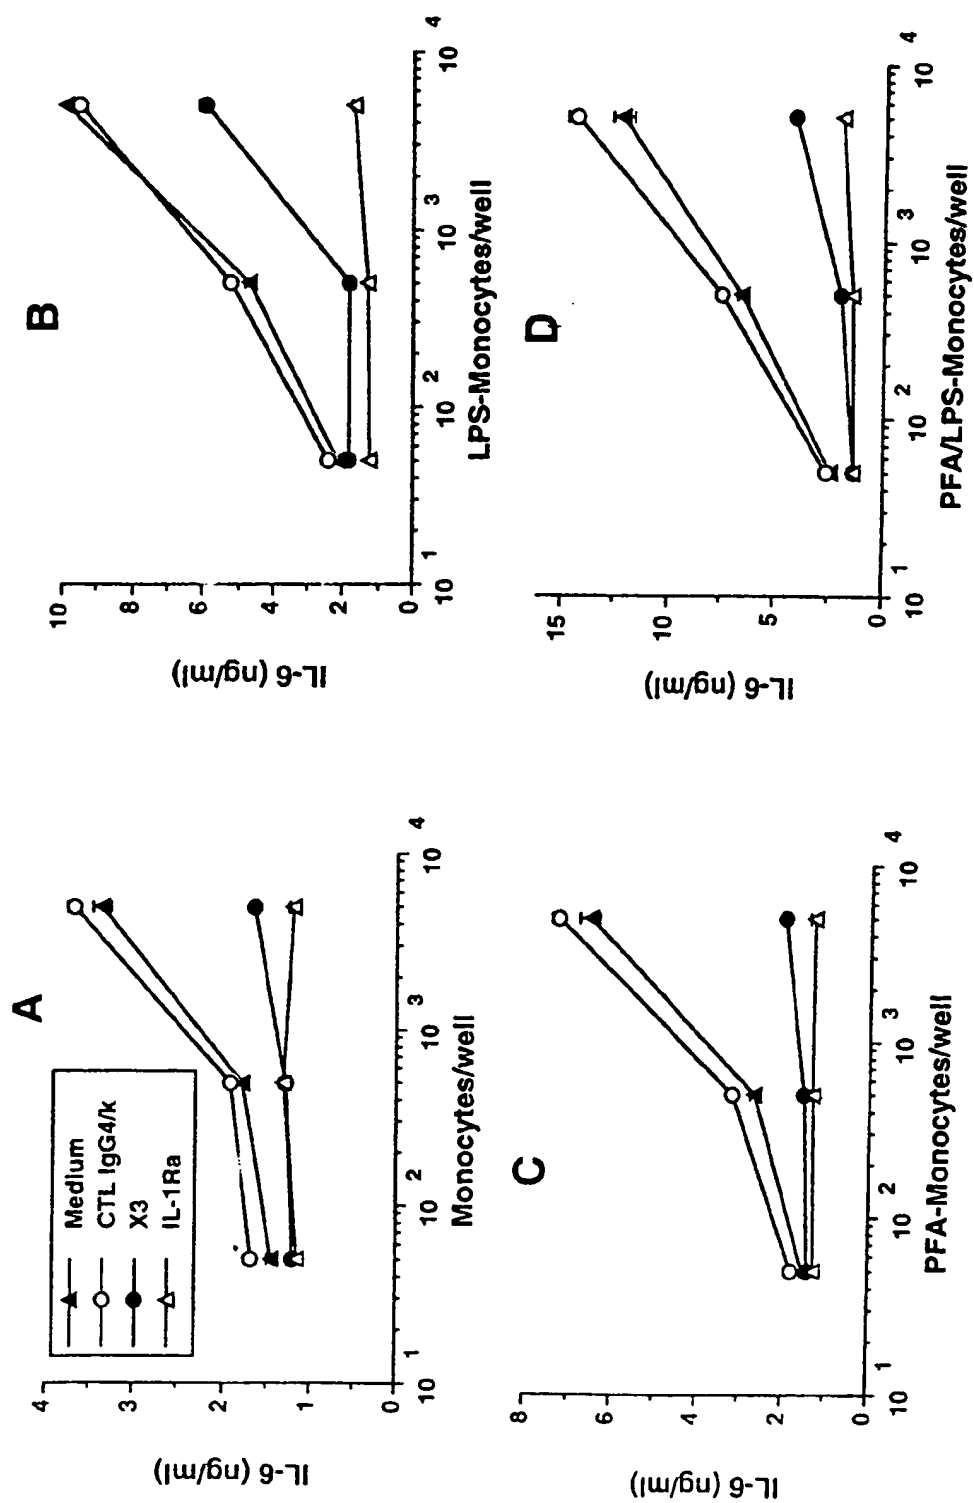 A
Medium
CTL IgG4/k
X3
IL-1Ra
IL-6 (ng/ml)
4
3
2
1
0
10 1
10 2
10 3
10 4
Monocytes/well
B
IL-6 (ng/ml)
10
8
6
4
2
0
10 1
10 2
10 3
10 4
LPS-Monocytes/well
C
IL-6 (ng/ml)
8
6
4
2
0
10 1
10 2
10 3
10 4
PFA-Monocytes/well
D
IL-6 (ng/ml)
15
10
5
0
10 1
10 2
10 3
10 4
PFA/LPS-Monocytes/well